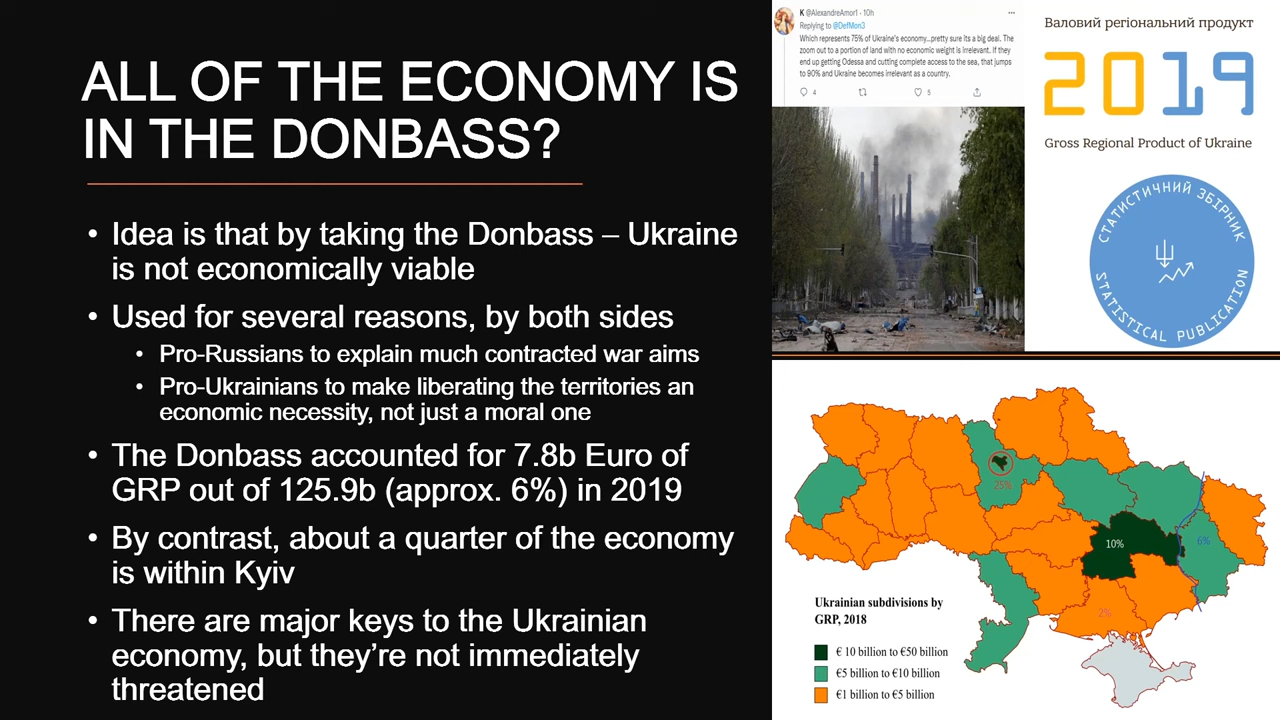 ALL OF THE ECONOMY IS
IN THE DONBASS?
• Idea is that by taking the Donbass – Ukraine
is not economically viable
• Used for several reasons, by both sides
• Pro-Russians to explain much contracted war aims
• Pro-Ukrainians to make liberating the territories an
economic necessity, not just a moral one
• The Donbass accounted for 7.8b Euro of
GRP out of 125.9b (approx. 6%) in 2019
• By contrast, about a quarter of the economy
is within Kyiv
• There are major keys to the Ukrainian
economy, but they’re not immediately
threatened
K @AlexandreAmor1 · 10h
Replying to @DefMon3
Which represents 75% of Ukraine's economy...pretty sure its a big deal. The
zoom out to a portion of land with no economic weight is irrelevant. If they
end up getting Odessa and cutting complete access to the sea, that jumps
to 90% and Ukraine becomes irrelevant as a country.
4
5
Валовий регіональний продукт
2019
Gross Regional Product of Ukraine
СТАТИСТИЧНИЙ ЗБІРНИК
STATISTICAL PUBLICATION
25%
10%
6%
2%
Ukrainian subdivisions by
GRP, 2018
€ 10 billion to €50 billion
€5 billion to €10 billion
€1 billion to €5 billion